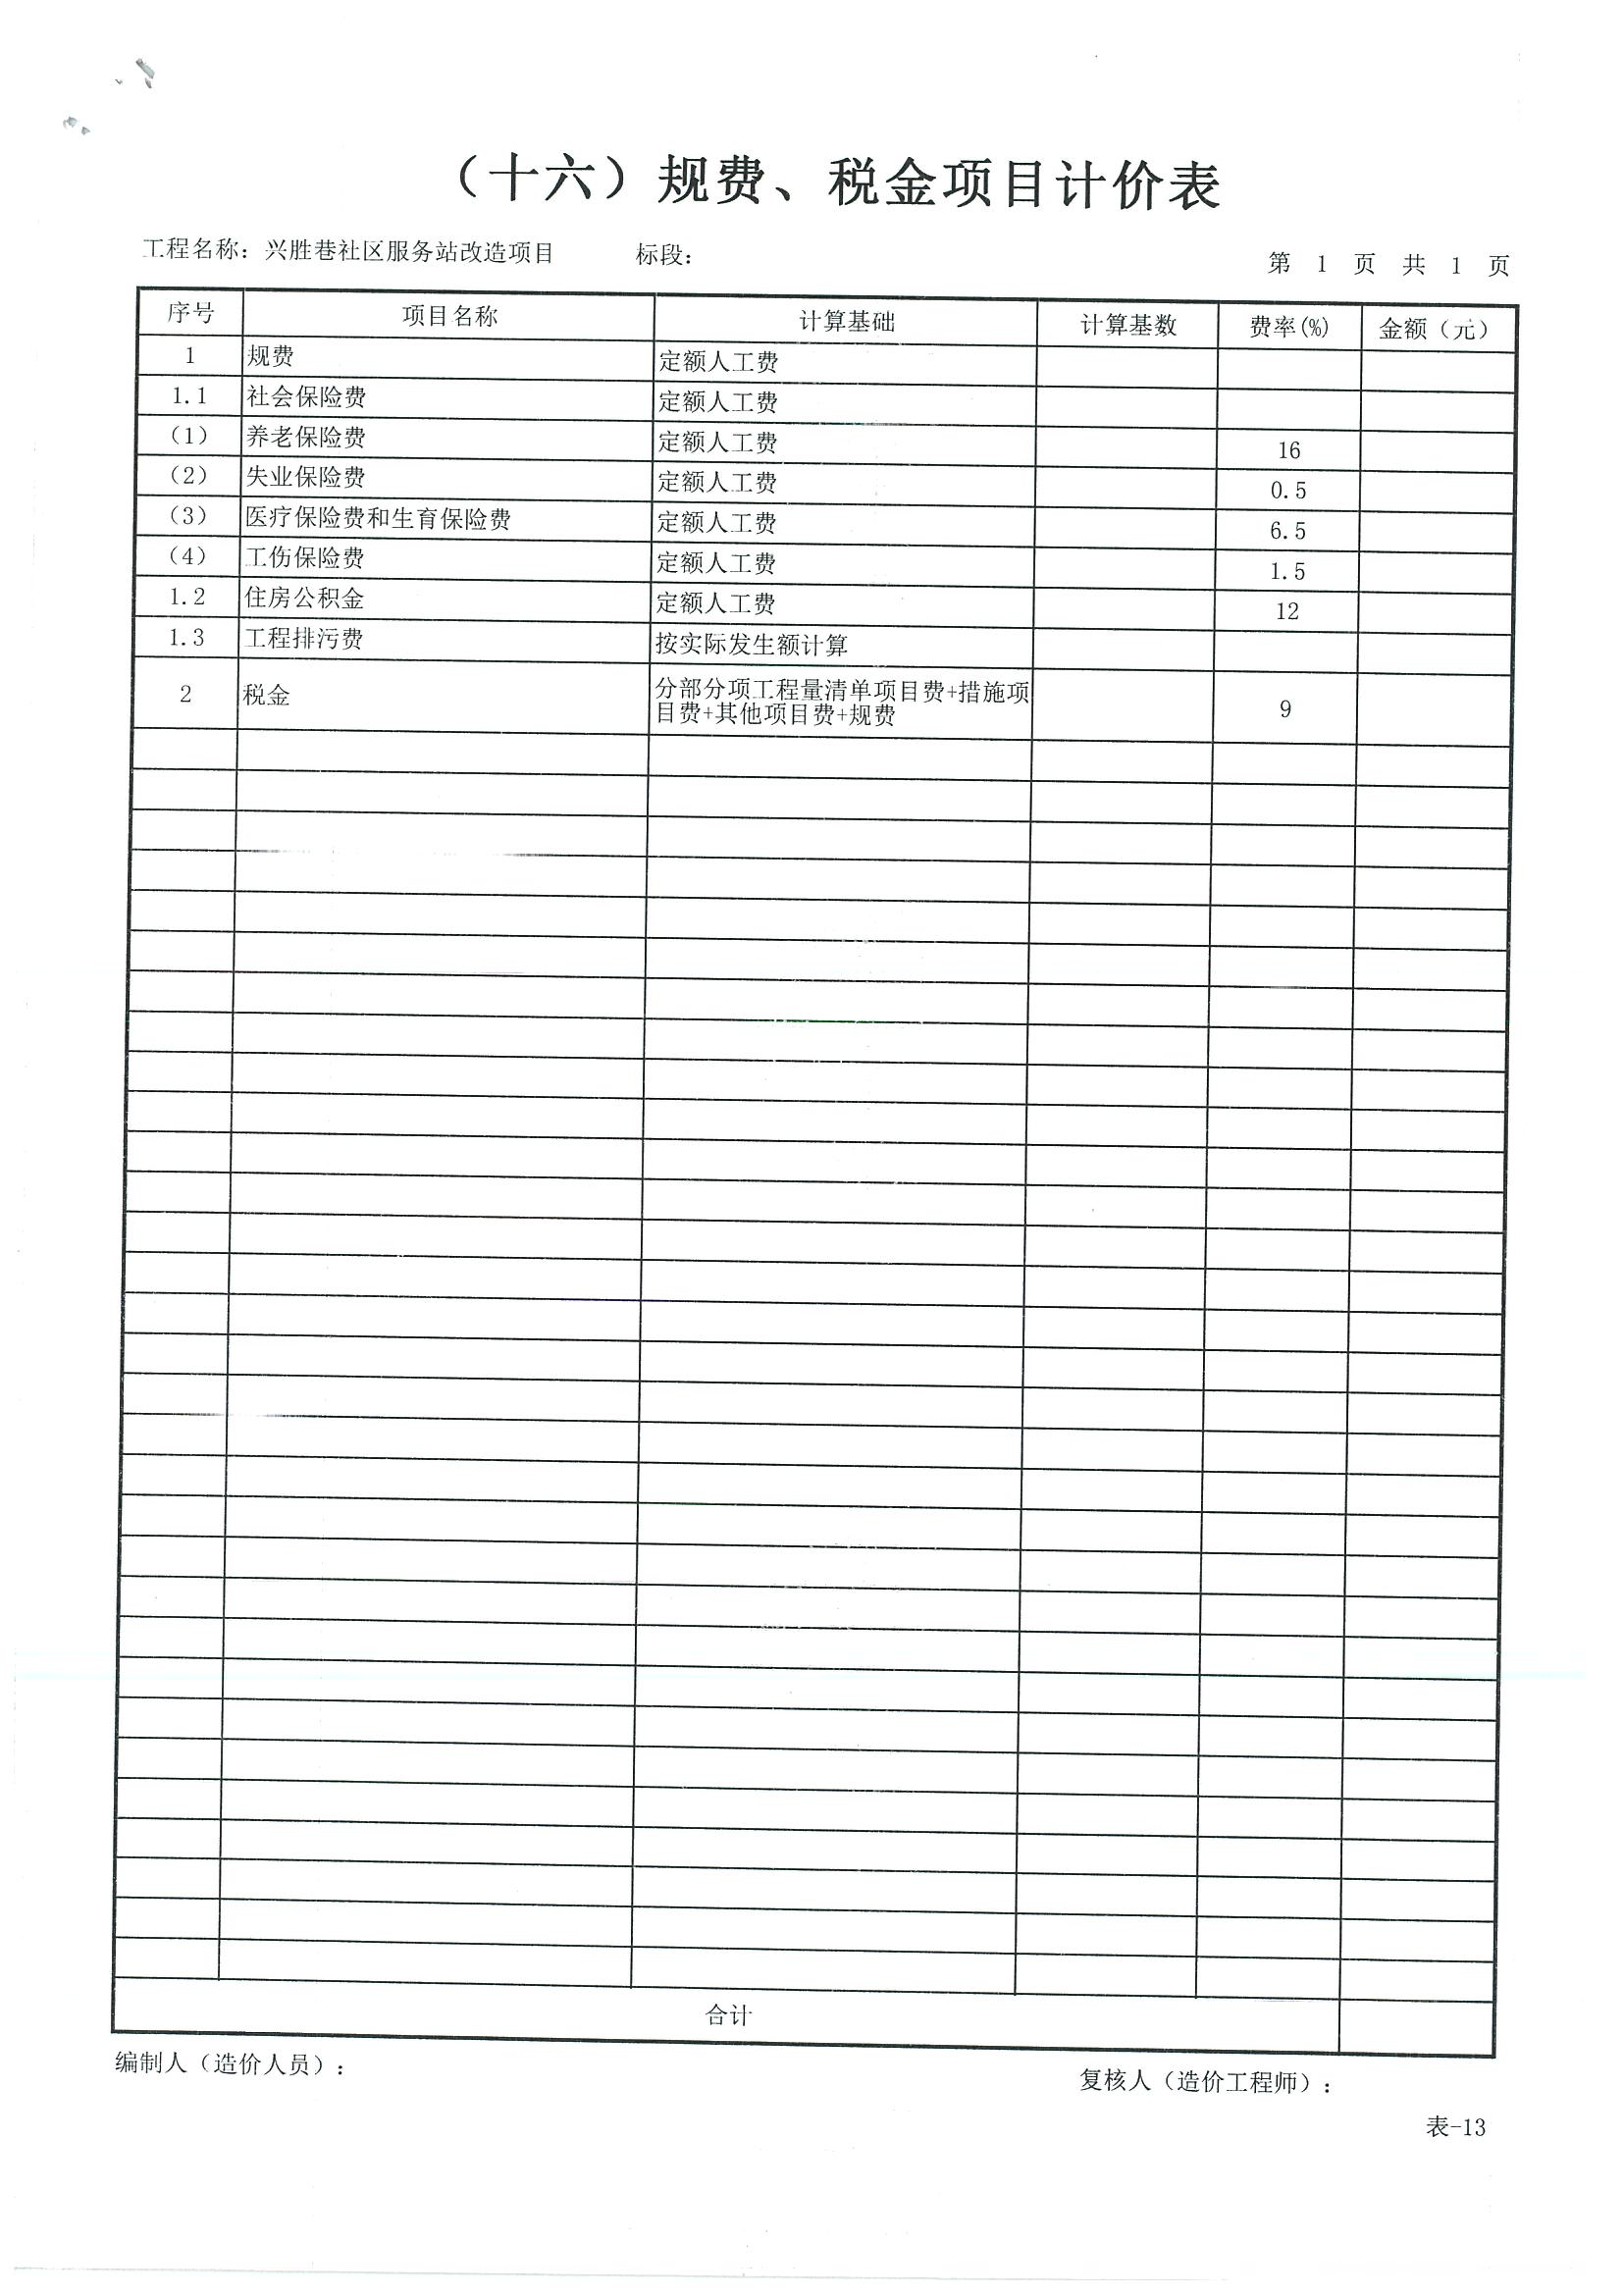 （十六）规费、税金项目计价表
工程名称：兴胜巷社区服务站改造项目 标段： 第 1 页 共 1 页
序号 项目名称 计算基础 计算基数 费率(%) 金额（元）
1 规费 定额人工费
1.1 社会保险费 定额人工费
(1) 养老保险费 定额人工费 16
(2) 失业保险费 定额人工费 0.5
(3) 医疗保险费和生育保险费 定额人工费 6.5
(4) 工伤保险费 定额人工费 1.5
1.2 住房公积金 定额人工费 12
1.3 工程排污费 按实际发生额计算
2 税金 分部分项工程量清单项目费+措施项 9
目费+其他项目费+规费
合计
编制人（造价人员）： 复核人（造价工程师）：
表-13